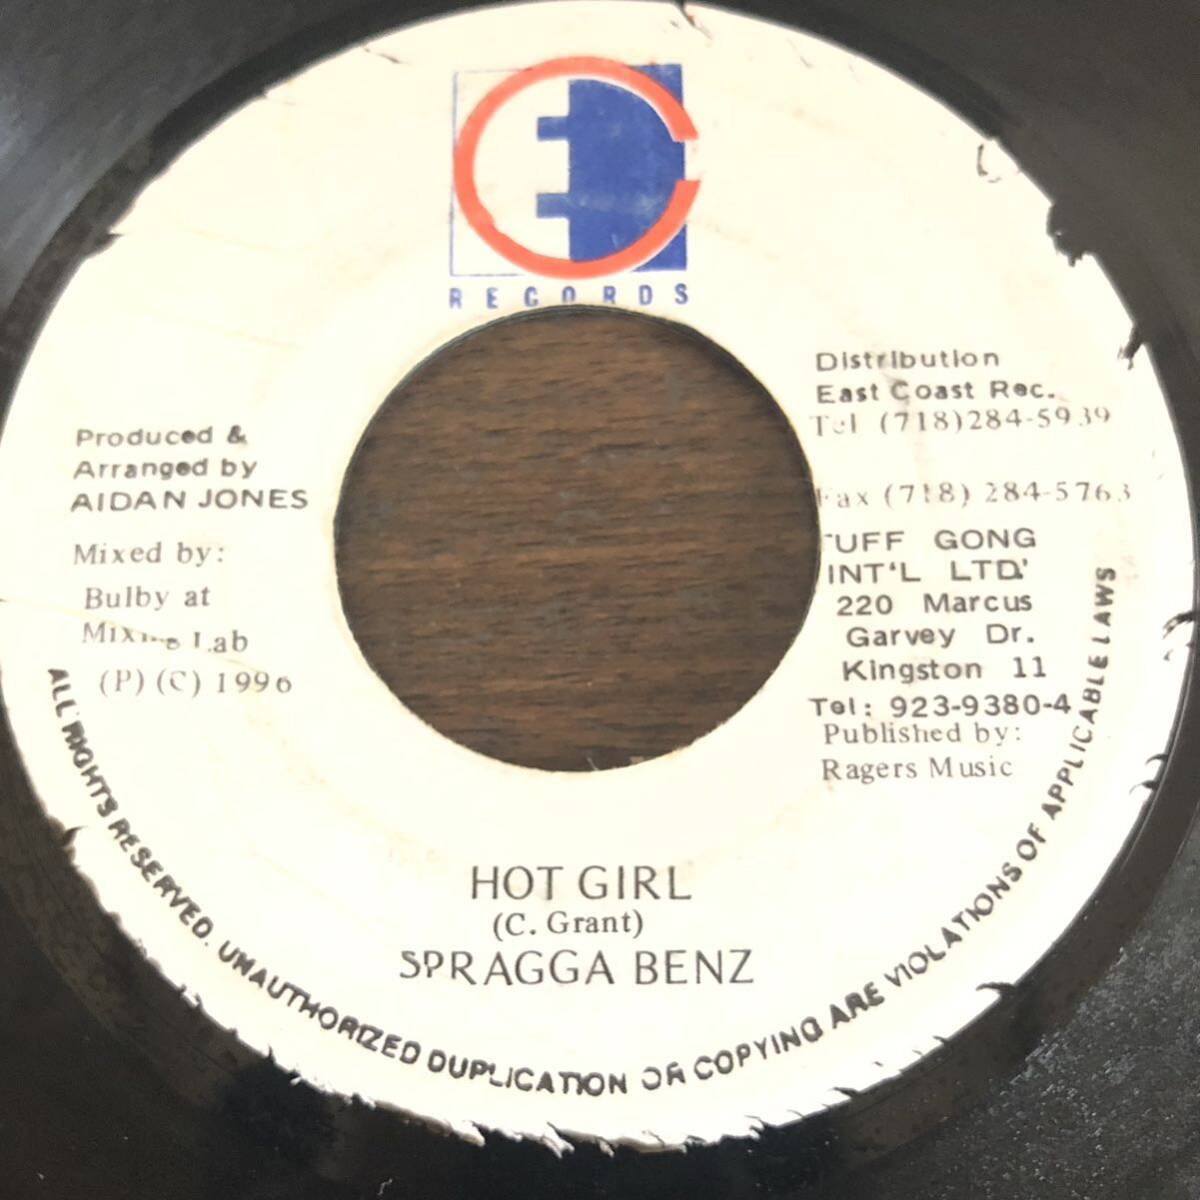 RECORDS
Produced &
Arranged by
AIDAN JONES
Mixed by:
Bulby at
Mixing Lab
(P) (C) 1996
Distribution
East Coast Rec.
Tel (718)284-5939
Fax (718) 284-5763
TUFF GONG
INT'L LTD.'
220 Marcus
Garvey Dr.
Kingston 11
Tel: 923-9380-4
Published by:
Ragers Music
HOT GIRL
(C. Grant)
SPRAGGA BENZ
ALL RIGHTS RESERVED. UNAUTHORIZED DUPLICATION OR COPYING ARE VIOLATIONS OF APPLICABLE LAWS